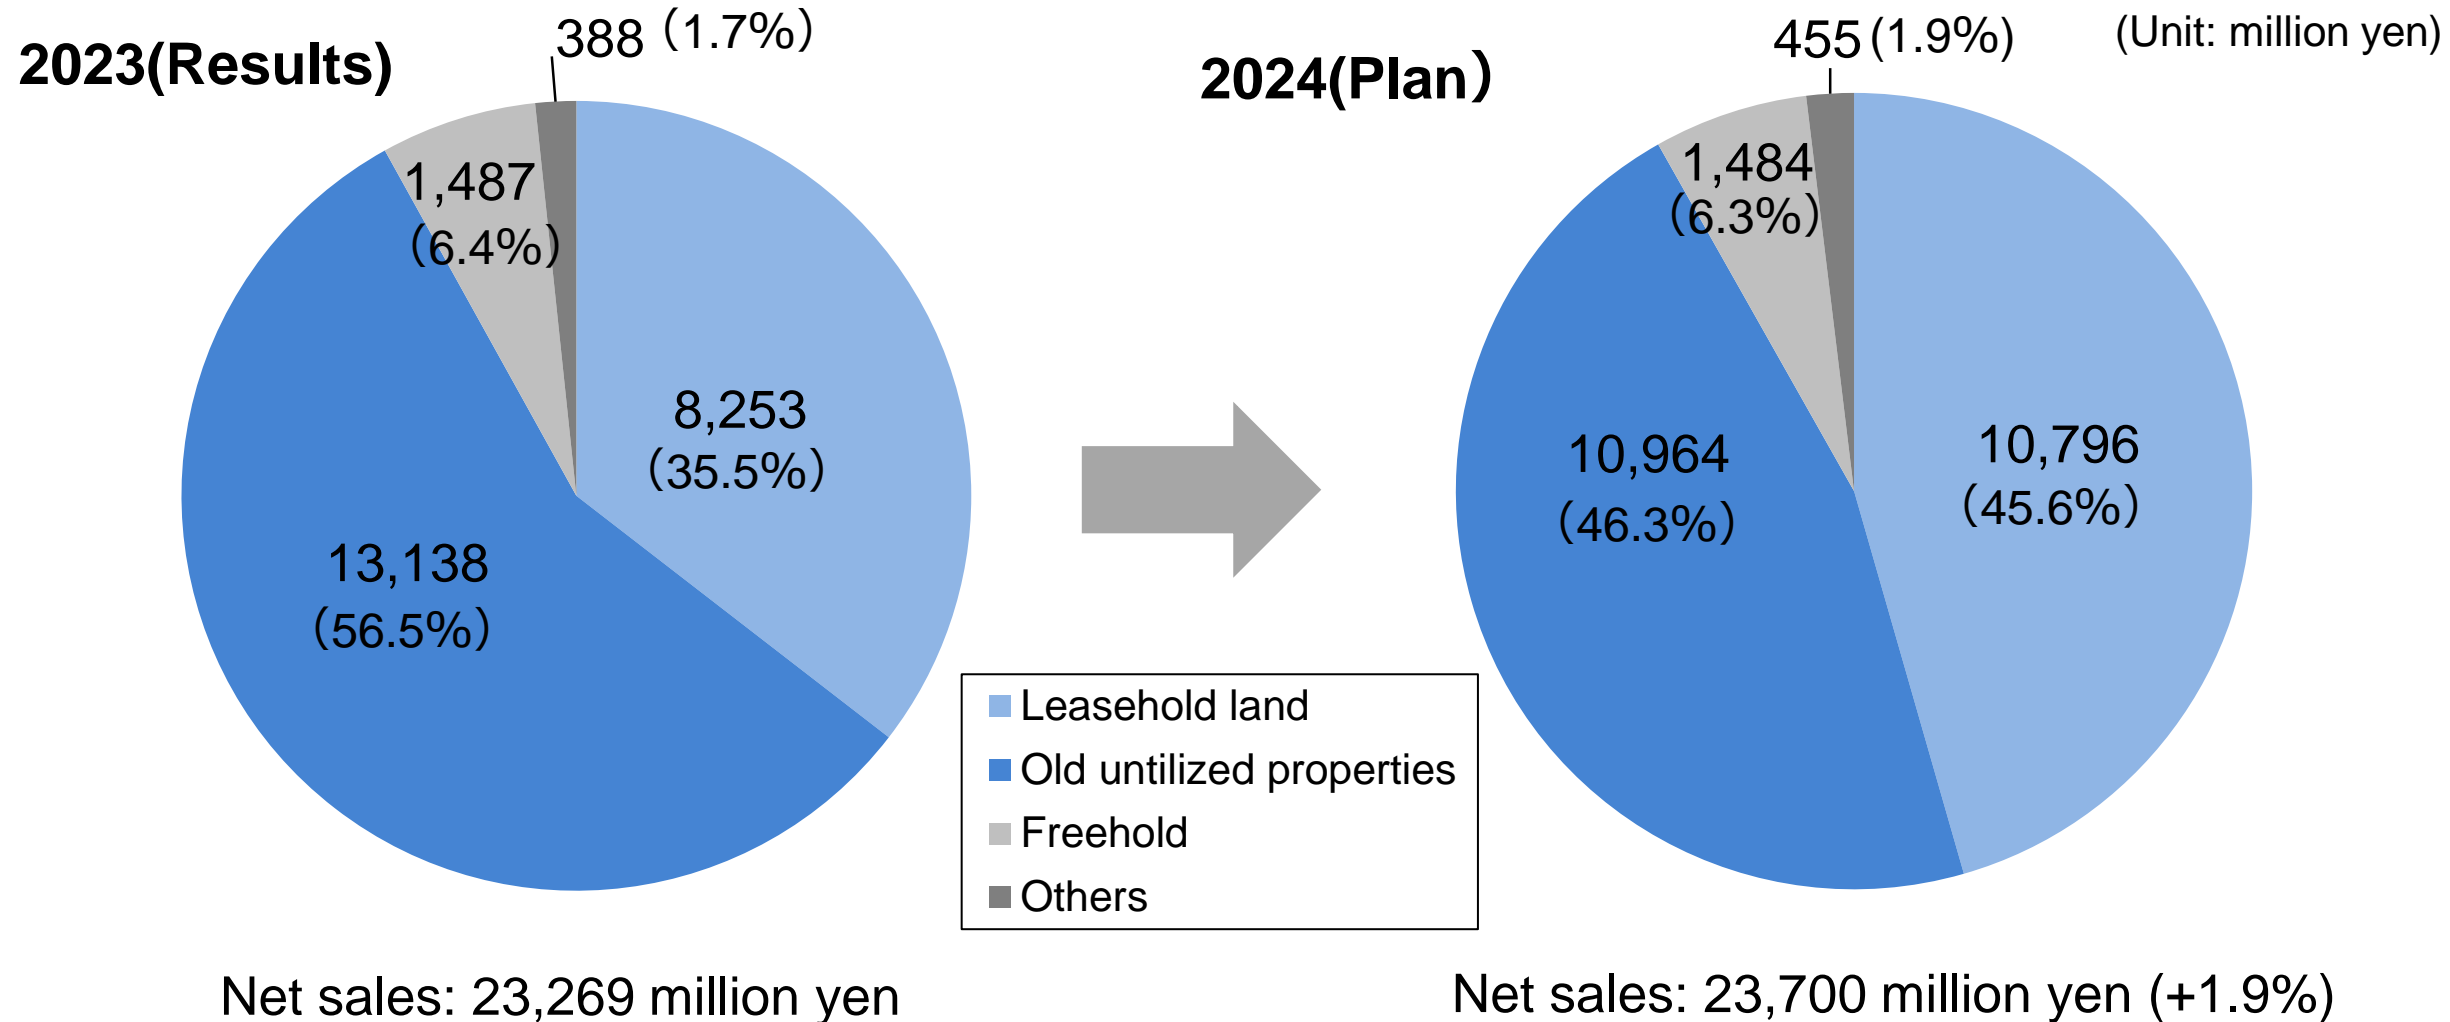 2023(Results)
388（1.7%）
1,487
（6.4%）
8,253
（35.5%）
13,138
（56.5%）
2024(Plan）
455(1.9%)
(Unit: million yen)
1,484
（6.3%）
10,964
（46.3%）
10,796
（45.6%）
Leasehold land
Old untilized properties
Freehold
Others
Net sales: 23,269 million yen
Net sales: 23,700 million yen (+1.9%)